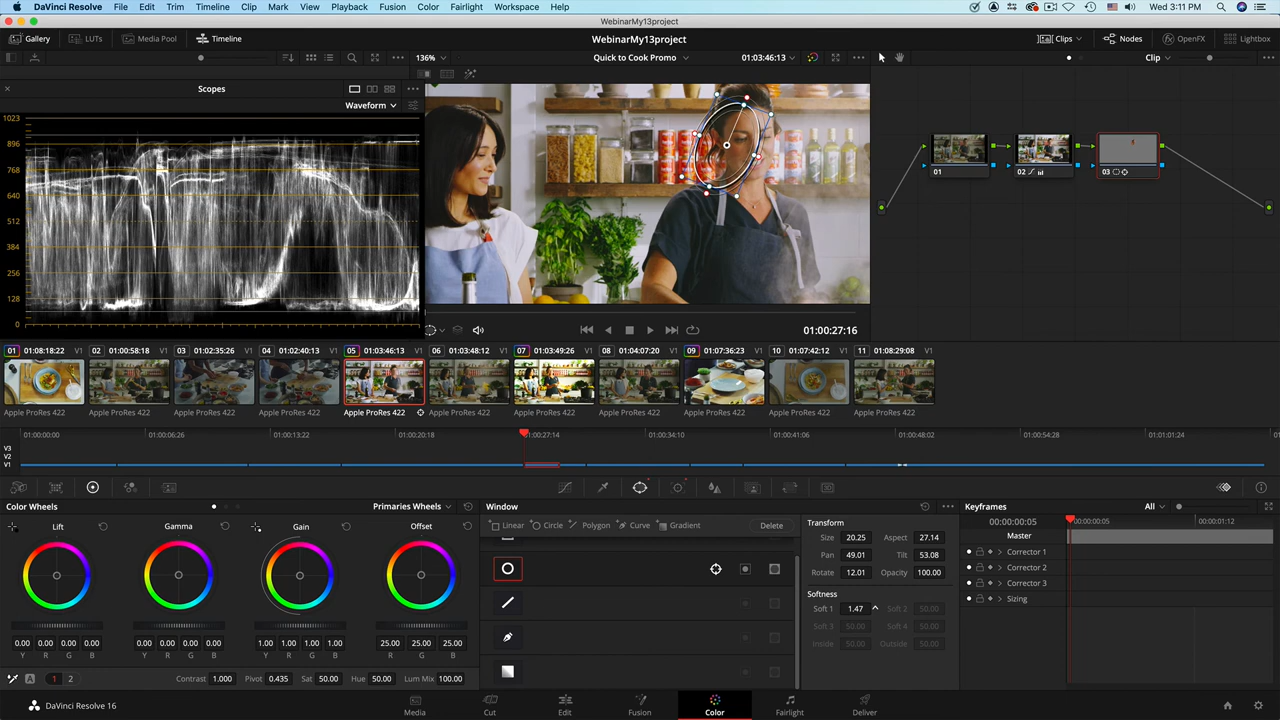 DaVinci Resolve File Edit Trim Timeline Clip Mark View Playback Fusion Color Fairlight Workspace Help Wed 3:11 PM
WebinarMy13project
Gallery LUTs Media Pool Timeline WebinarMy13project Clips Nodes OpenFX Lightbox
136% Quick to Cook Promo 01:03:46:13 Clip
Scopes
Waveform
1023
896
768
640
512
384
256
128
0
01 02 03
01:00:27:16
01 01:08:18:22 V1 02 01:00:58:18 V1 03 01:02:35:26 V1 04 01:02:40:13 V1 05 01:03:46:13 V1 06 01:03:48:12 V1 07 01:03:49:26 V1 08 01:04:07:20 V1 09 01:07:36:23 V1 10 01:07:42:12 V1 11 01:08:29:08 V1
Apple ProRes 422 Apple ProRes 422 Apple ProRes 422 Apple ProRes 422 Apple ProRes 422 Apple ProRes 422 Apple ProRes 422 Apple ProRes 422 Apple ProRes 422 Apple ProRes 422 Apple ProRes 422
01:00:00:00 01:00:06:26 01:00:13:22 01:00:20:18 01:00:27:14 01:00:34:10 01:00:41:06 01:00:48:02 01:00:54:28 01:01:01:24
V3
V2
V1
Color Wheels Primaries Wheels Window Keyframes All
Lift Gamma Gain Offset
Linear Circle Polygon Curve Gradient Delete
Transform
Size 20.25 Aspect 27.14
Pan 49.01 Tilt 53.08
Rotate 12.01 Opacity 100.00
Softness
Soft 1 1.47 Soft 2 50.00
Soft 3 50.00 Soft 4 50.00
Inside 50.00 Outside 50.00
00:00:00:05 00:00:00:05 00:00:01:12
Master
Corrector 1
Corrector 2
Corrector 3
Sizing
0.00 0.00 0.00 0.00 0.00 0.00 0.00 0.00 1.00 1.00 1.00 1.00 25.00 25.00 25.00
Y R G B Y R G B Y R G B R G B
A 1 2 Contrast 1.000 Pivot 0.435 Sat 50.00 Hue 50.00 Lum Mix 100.00
DaVinci Resolve 16 Media Cut Edit Fusion Color Fairlight Deliver